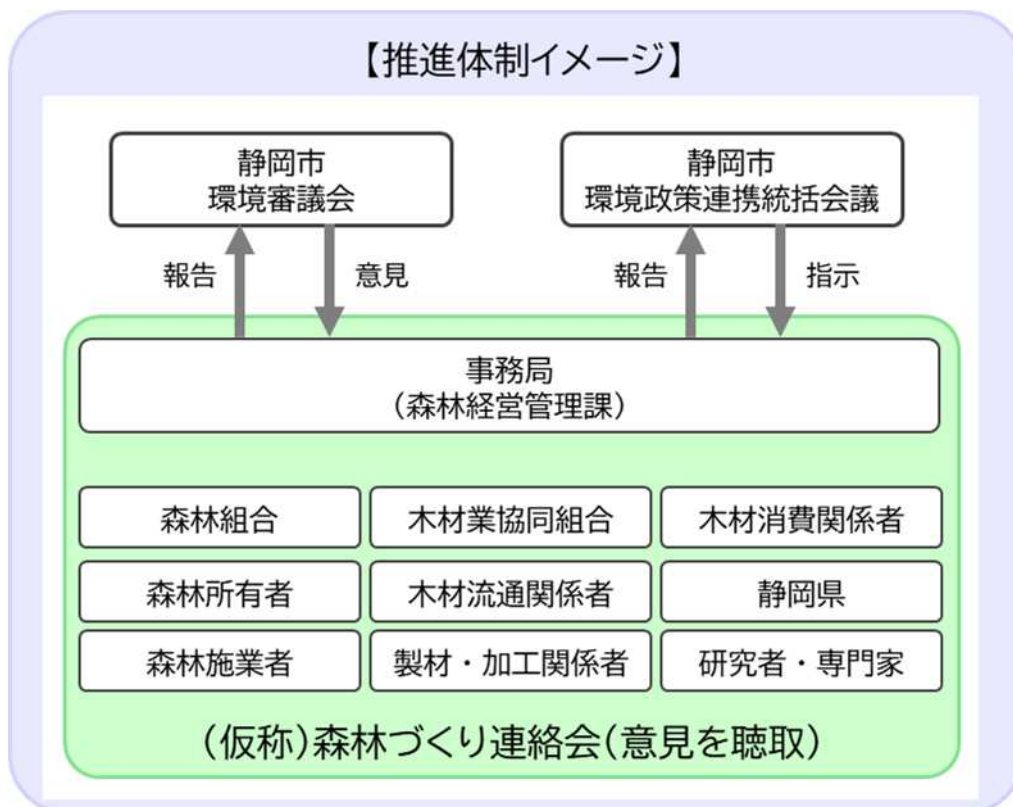 【推進体制イメージ】
静岡市
環境審議会
静岡市
環境政策連携統括会議
報告
意見
報告
指示
事務局
（森林経営管理課）
森林組合
木材業協同組合
木材消費関係者
森林所有者
木材流通関係者
静岡県
森林施業者
製材・加工関係者
研究者・専門家
（仮称）森林づくり連絡会（意見を聴取）